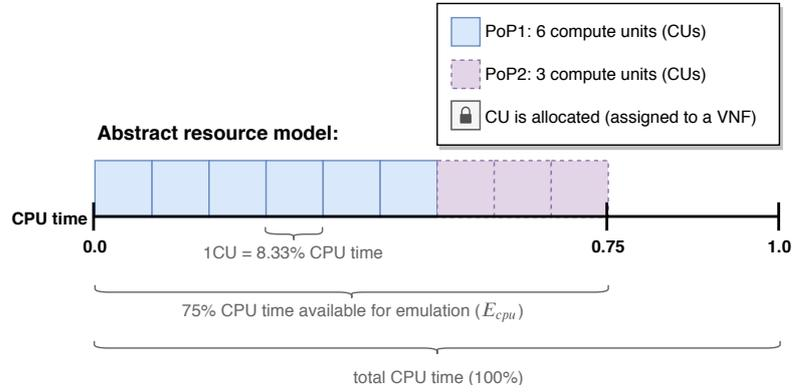 PoP1: 6 compute units (CUs)
PoP2: 3 compute units (CUs)
CU is allocated (assigned to a VNF)
Abstract resource model:
CPU time
0.0
0.75
1.0
1CU = 8.33% CPU time
75% CPU time available for emulation (E_cpu)
total CPU time (100%)